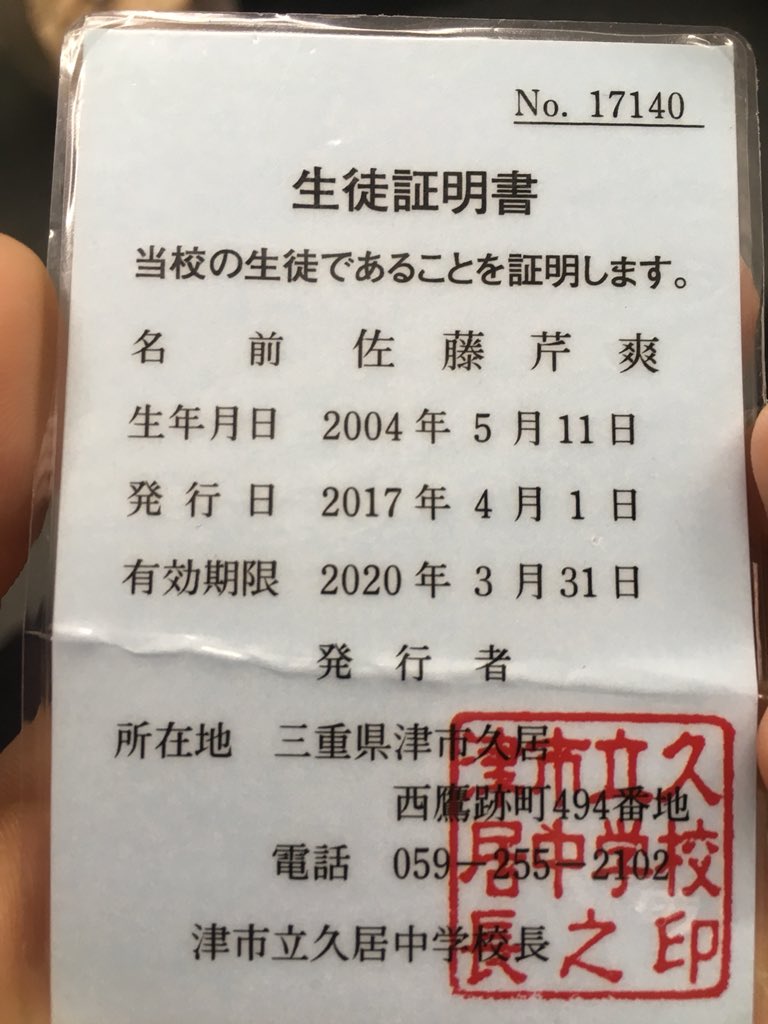 No. 17140
生徒証明書
当校の生徒であることを証明します。
名前 佐藤芹爽
生年月日 2004年5月11日
発行日 2017年4月1日
有効期限 2020年3月31日
発行者
所在地 三重県津市久居
西鷹跡町494番地
電話 059-255-2102
津市立久居中学校長
津市立久
居中学校
長之印